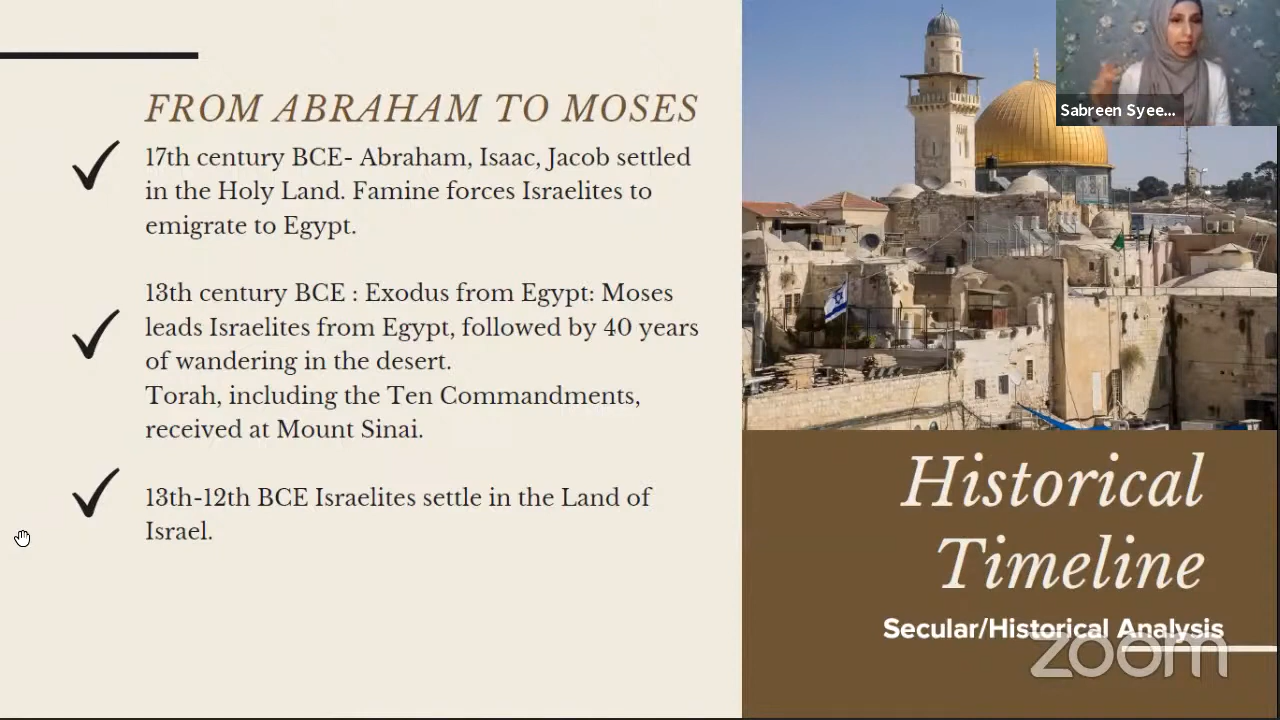 FROM ABRAHAM TO MOSES
17th century BCE- Abraham, Isaac, Jacob settled
in the Holy Land. Famine forces Israelites to
emigrate to Egypt.
13th century BCE : Exodus from Egypt: Moses
leads Israelites from Egypt, followed by 40 years
of wandering in the desert.
Torah, including the Ten Commandments,
received at Mount Sinai.
13th-12th BCE Israelites settle in the Land of
Israel.
Sabreen Syee...
Historical
Timeline
Secular/Historical Analysis
zoom